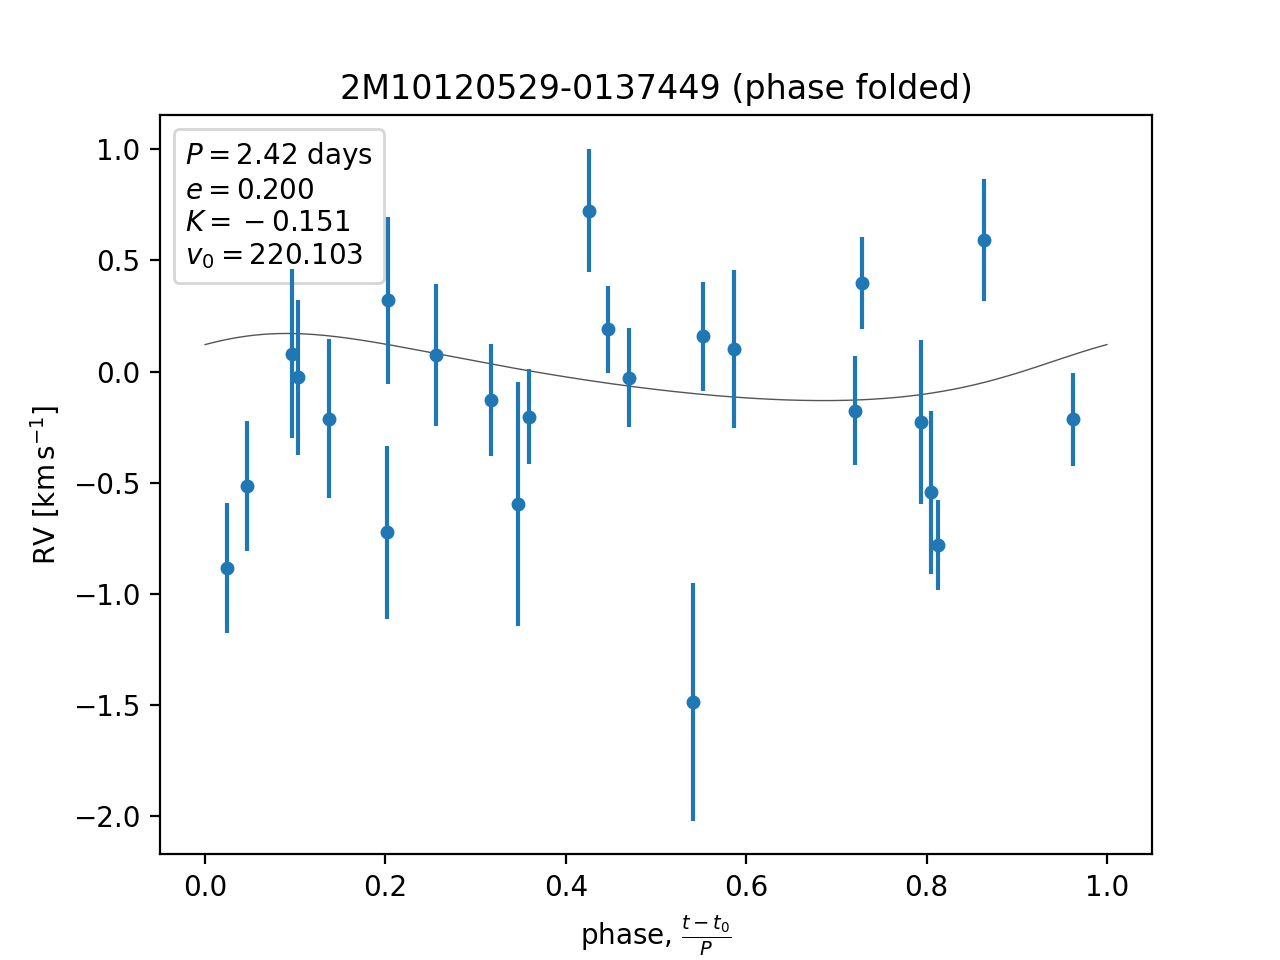 2M10120529-0137449 (phase folded)
P = 2.42 days
e = 0.200
K = −0.151
v₀ = 220.103
1.0
0.5
0.0
−0.5
−1.0
−1.5
−2.0
RV [km s⁻¹]
0.0 0.2 0.4 0.6 0.8 1.0
phase, (t − t₀)/P